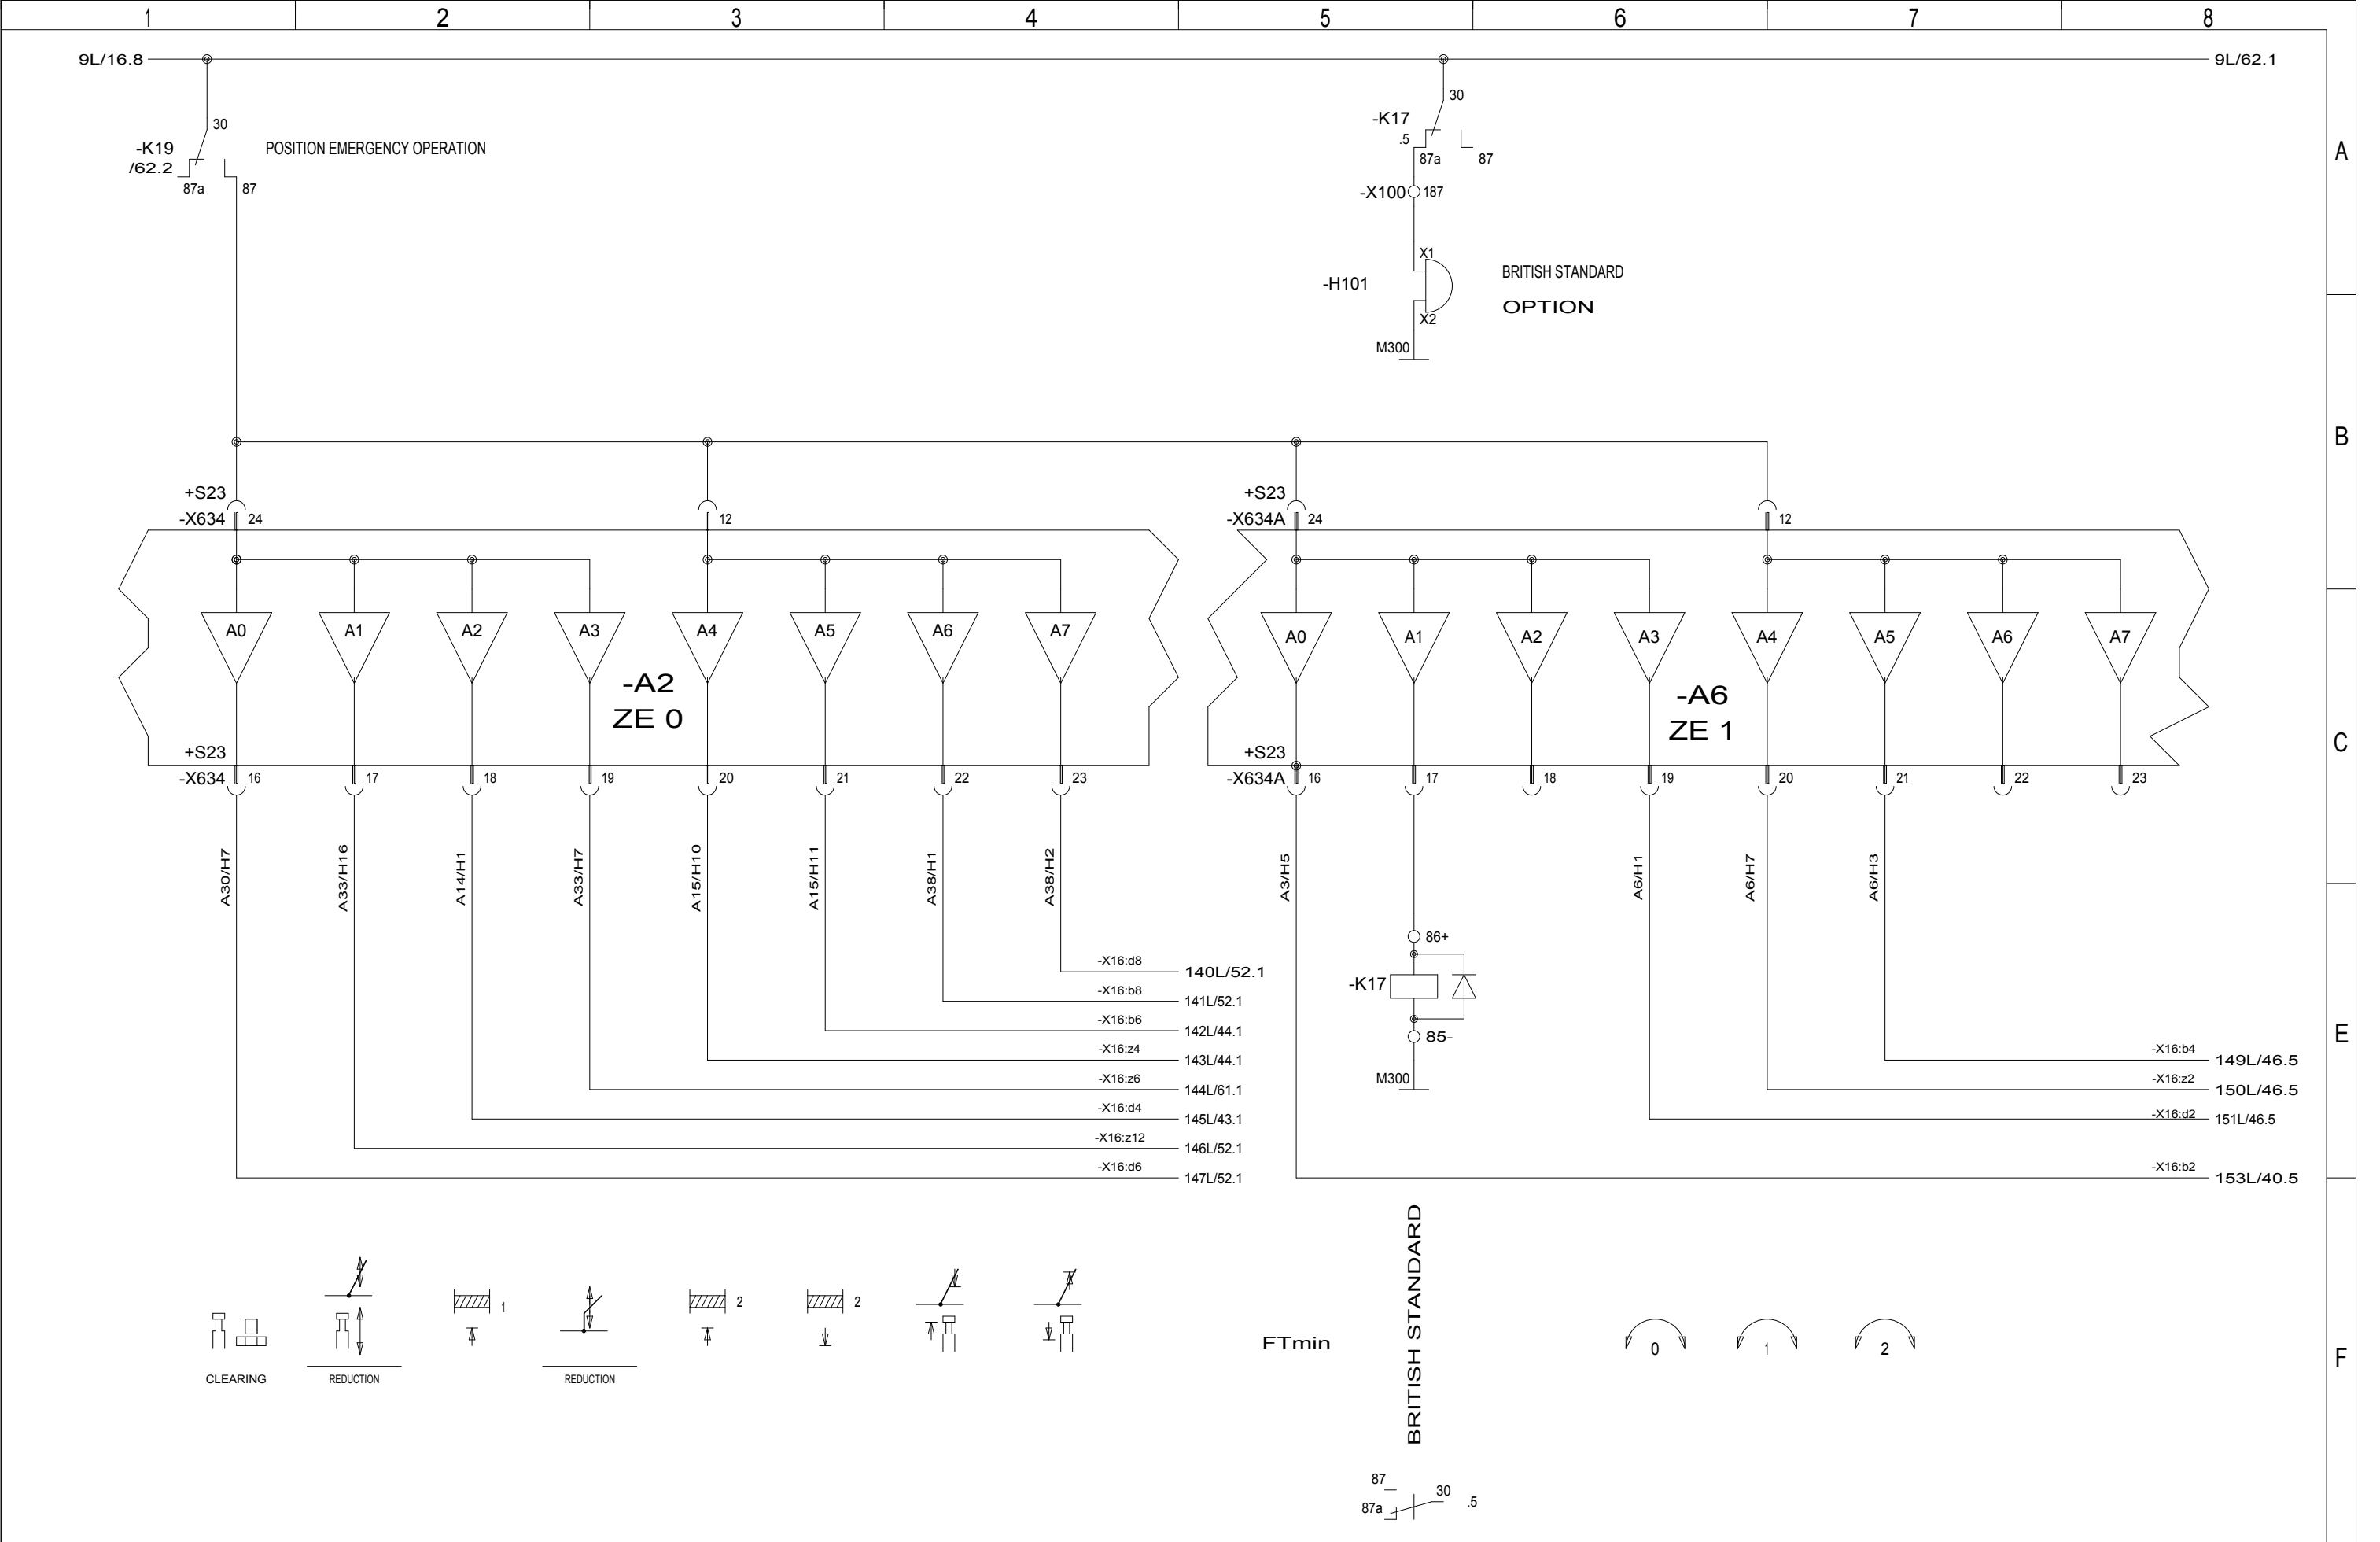 1 2 3 4 5 6 7 8
9L/16.8 9L/62.1
30
-K19
/62.2
87a 87
POSITION EMERGENCY OPERATION
30
-K17
.5
87a 87
-X100 187
X1
-H101
X2
M300
BRITISH STANDARD
OPTION
A
B
+S23
-X634 24 12
+S23
-X634A 24 12
A0 A1 A2 A3 A4 A5 A6 A7
-A2
ZE 0
A0 A1 A2 A3 A4 A5 A6 A7
-A6
ZE 1
C
+S23
-X634 16 17 18 19 20 21 22 23
+S23
-X634A 16 17 18 19 20 21 22 23
A30/H7
A33/H16
A14/H1
A33/H7
A15/H10
A15/H11
A38/H1
A38/H2
A3/H5
A6/H1
A6/H7
A6/H3
-X16:d8 140L/52.1
-X16:b8 141L/52.1
-X16:b6 142L/44.1
-X16:z4 143L/44.1
-X16:z6 144L/61.1
-X16:d4 145L/43.1
-X16:z12 146L/52.1
-X16:d6 147L/52.1
86+
-K17
85-
M300
-X16:b4 149L/46.5
-X16:z2 150L/46.5
-X16:d2 151L/46.5
-X16:b2 153L/40.5
E
1
2
2
CLEARING
REDUCTION
REDUCTION
FTmin
BRITISH STANDARD
0
1
2
F
87
87a
30
.5